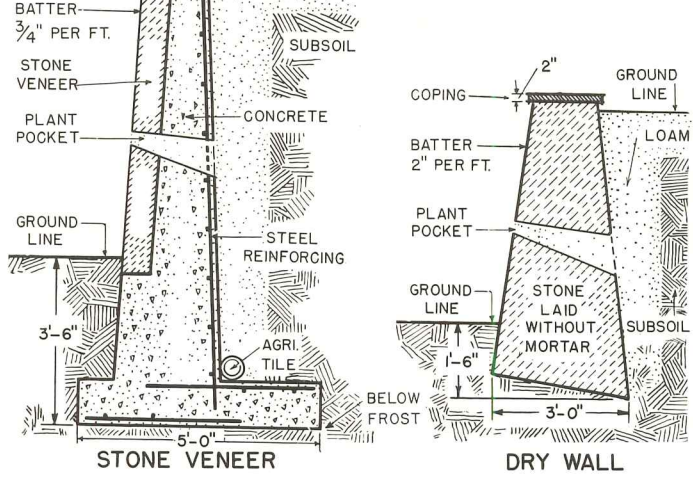 BATTER
3/4" PER FT.
STONE
VENEER
PLANT
POCKET
GROUND
LINE
3'-6"
SUBSOIL
CONCRETE
STEEL
REINFORCING
AGRI.
TILE
BELOW
FROST
5'-0"
STONE VENEER
2"
COPING
GROUND
LINE
LOAM
BATTER
2" PER FT.
PLANT
POCKET
GROUND
LINE
STONE
LAID
WITHOUT
MORTAR
SUBSOIL
1'-6"
3'-0"
DRY WALL